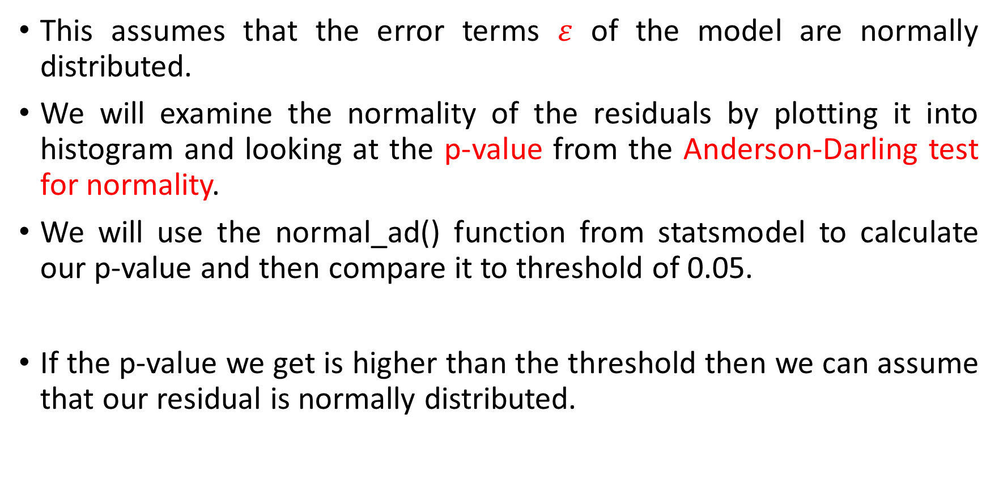 • This assumes that the error terms ε of the model are normally
distributed.
• We will examine the normality of the residuals by plotting it into
histogram and looking at the p-value from the Anderson-Darling test
for normality.
• We will use the normal_ad() function from statsmodel to calculate
our p-value and then compare it to threshold of 0.05.
• If the p-value we get is higher than the threshold then we can assume
that our residual is normally distributed.